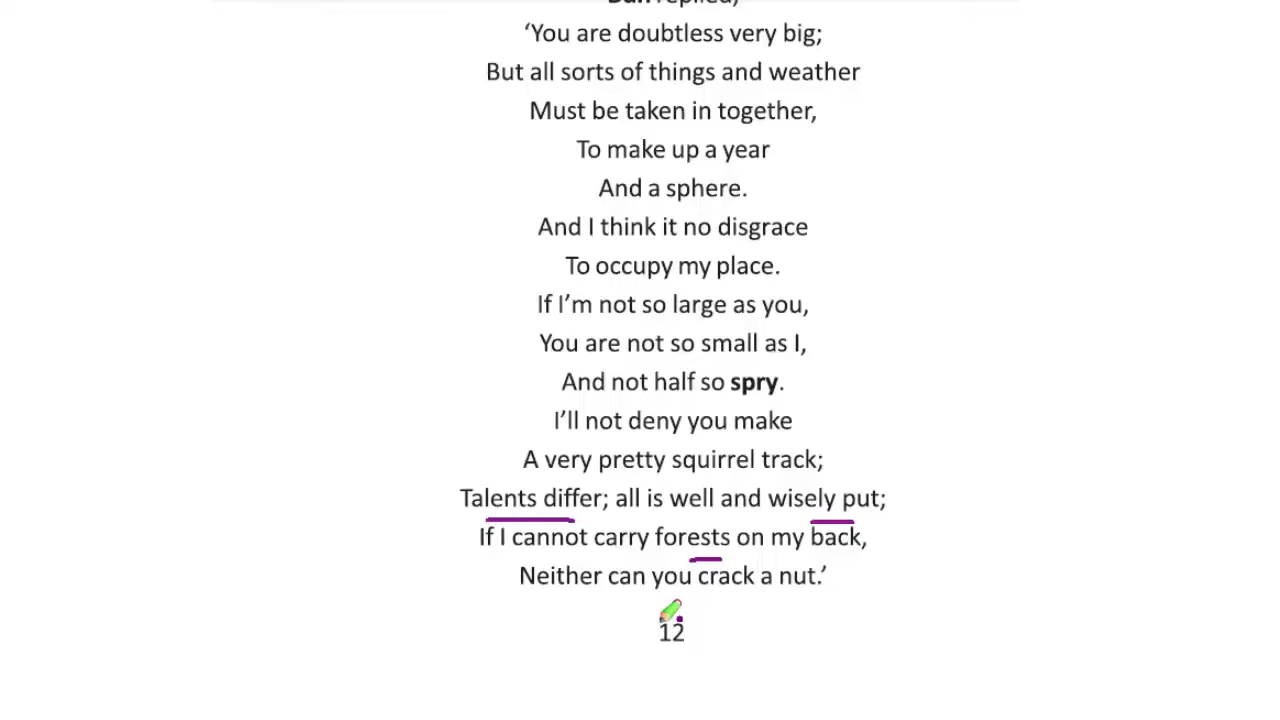 ‘You are doubtless very big;
But all sorts of things and weather
Must be taken in together,
To make up a year
And a sphere.
And I think it no disgrace
To occupy my place.
If I’m not so large as you,
You are not so small as I,
And not half so spry.
I’ll not deny you make
A very pretty squirrel track;
Talents differ; all is well and wisely put;
If I cannot carry forests on my back,
Neither can you crack a nut.’
12